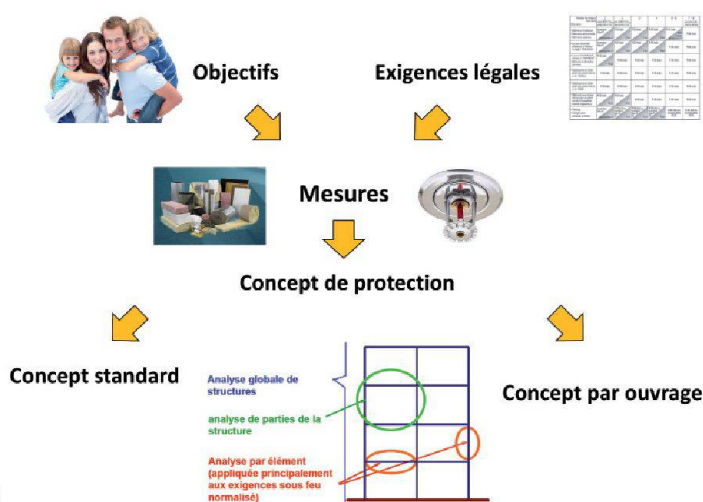 Objectifs
Exigences légales
Mesures
Concept de protection
Concept standard
Concept par ouvrage
Analyse globale de
structures
analyse de parties de la
structure
Analyse par élément
(appliquée principalement
aux exigences sous feu
normalisé)